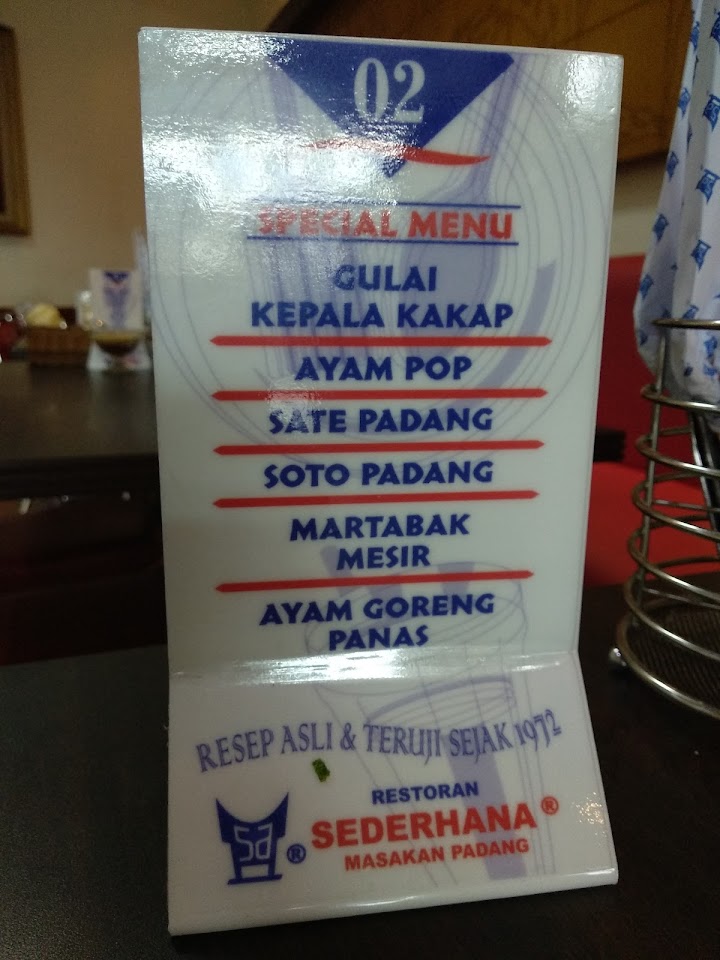 02
SPECIAL MENU
GULAI
KEPALA KAKAP
AYAM POP
SATE PADANG
SOTO PADANG
MARTABAK
MESIR
AYAM GORENG
PANAS
RESEP ASLI & TERUJI SEJAK 1972
RESTORAN
SEDERHANA ®
MASAKAN PADANG
Sa ®